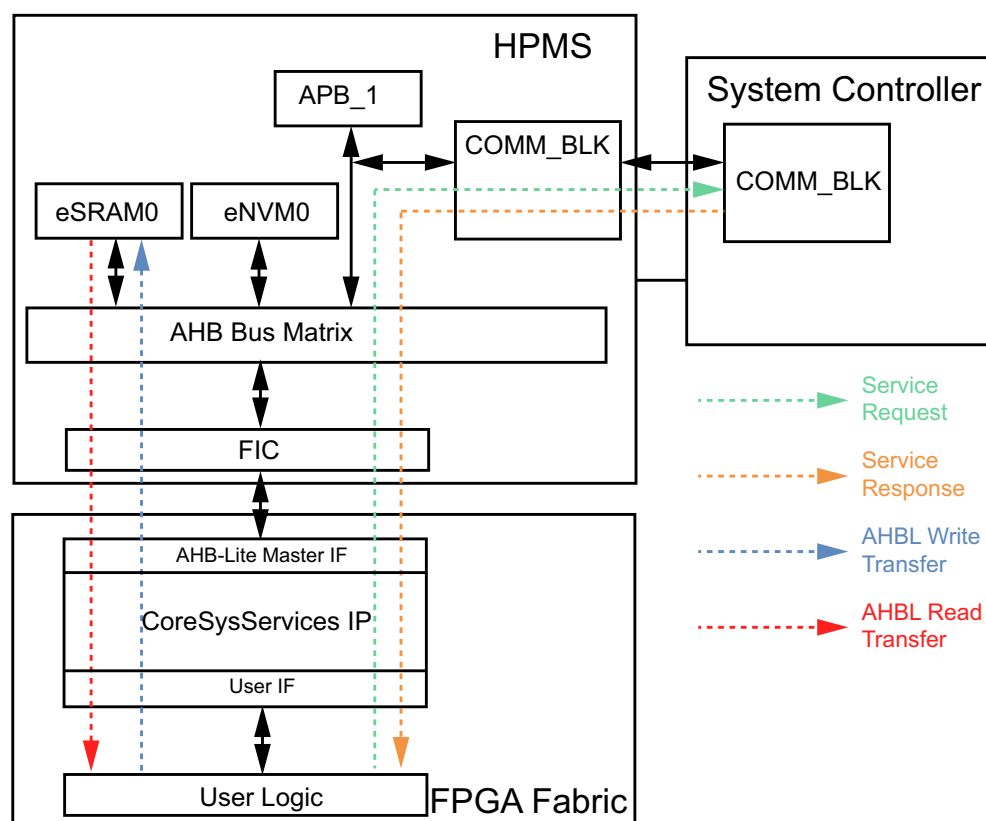 HPMS
System Controller
APB_1
COMM_BLK
COMM_BLK
eSRAM0
eNVM0
AHB Bus Matrix
FIC
Service
Request
Service
Response
AHBL Write
Transfer
AHBL Read
Transfer
AHB-Lite Master IF
CoreSysServices IP
User IF
User Logic
FPGA Fabric